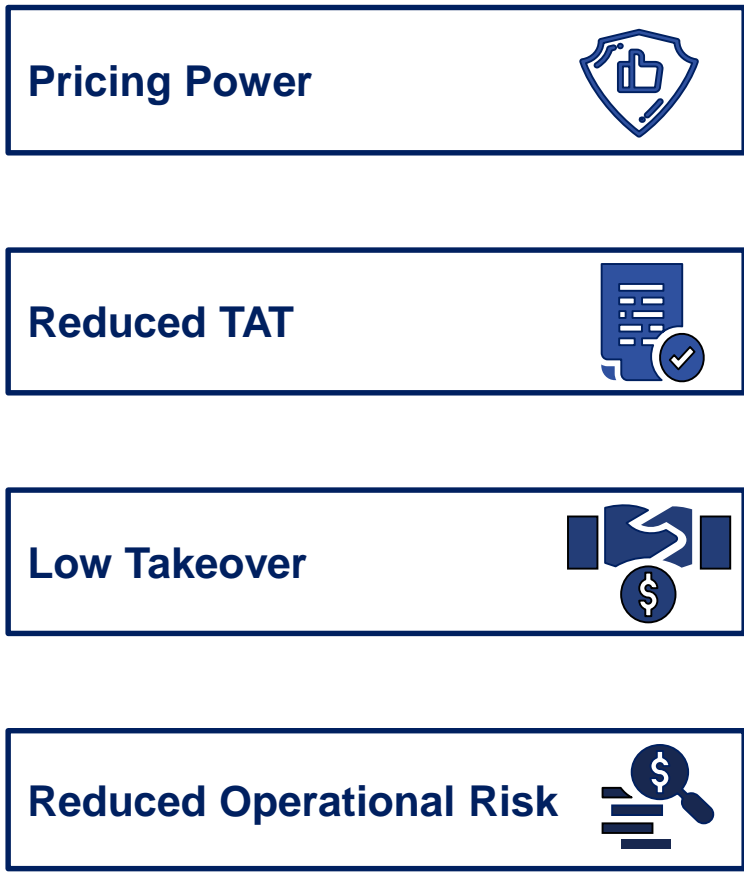 Pricing Power
Reduced TAT
Low Takeover
Reduced Operational Risk